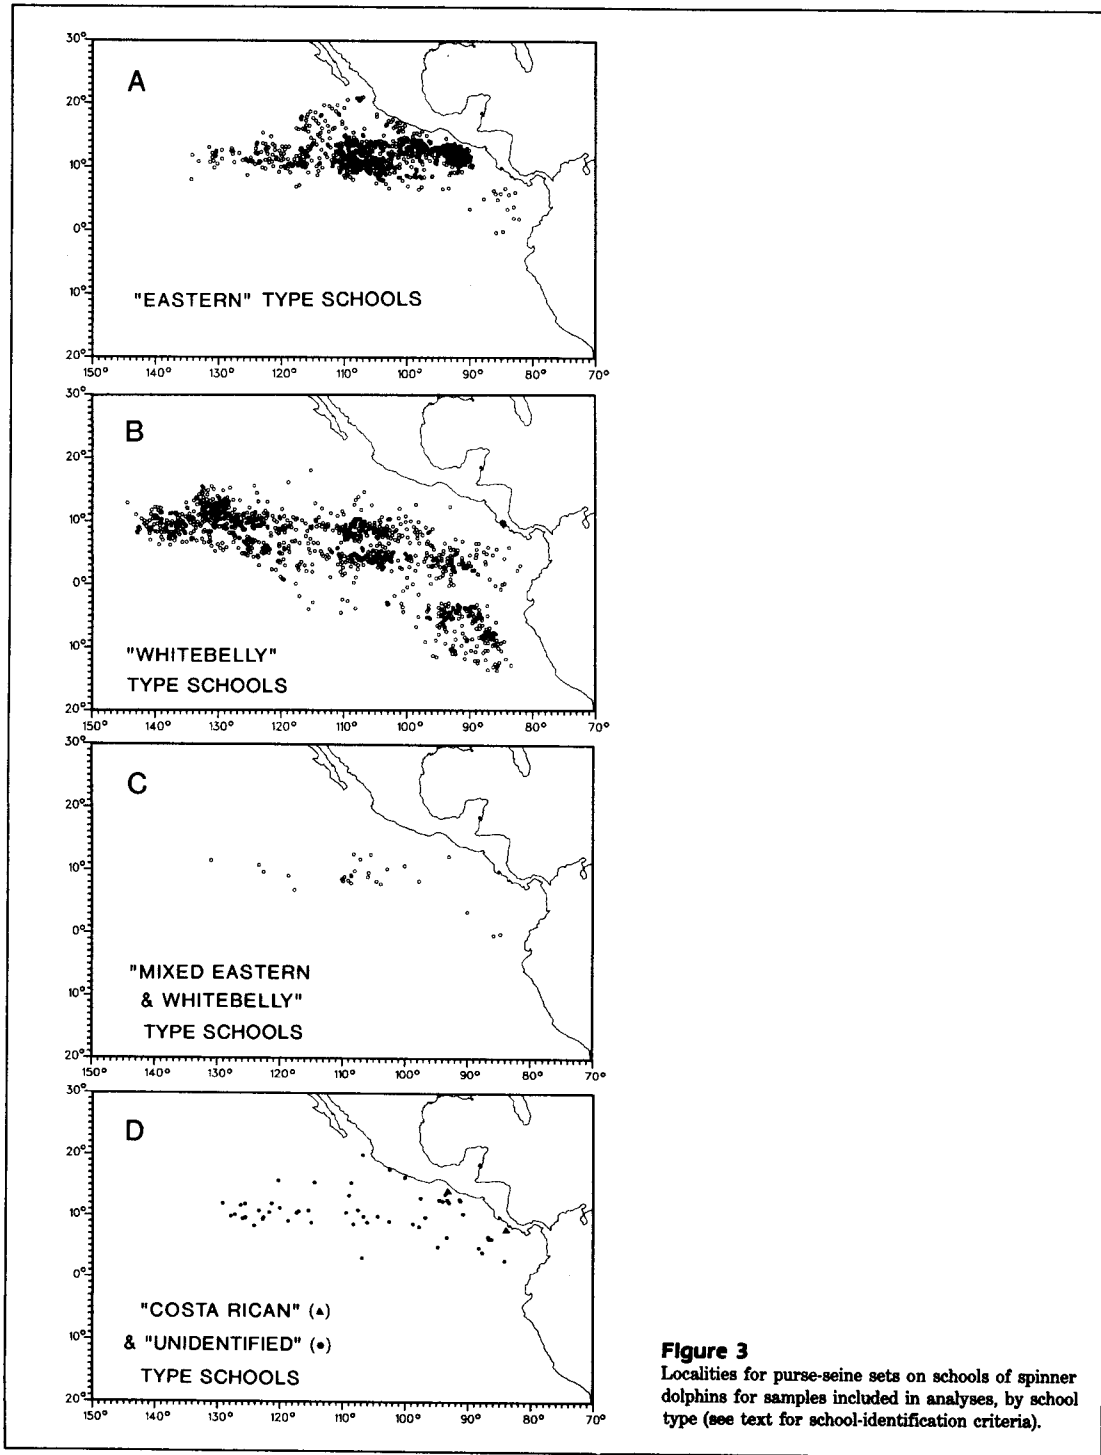 30°
20°
10°
0°
10°
20°
A
"EASTERN" TYPE SCHOOLS
150° 140° 130° 120° 110° 100° 90° 80° 70°
30°
20°
10°
0°
10°
20°
B
"WHITEBELLY"
TYPE SCHOOLS
150° 140° 130° 120° 110° 100° 90° 80° 70°
30°
20°
10°
0°
10°
20°
C
"MIXED EASTERN
& WHITEBELLY"
TYPE SCHOOLS
150° 140° 130° 120° 110° 100° 90° 80° 70°
30°
20°
10°
0°
10°
20°
D
"COSTA RICAN" (▲)
& "UNIDENTIFIED" (●)
TYPE SCHOOLS
150° 140° 130° 120° 110° 100° 90° 80° 70°
Figure 3
Localities for purse-seine sets on schools of spinner
dolphins for samples included in analyses, by school
type (see text for school-identification criteria).